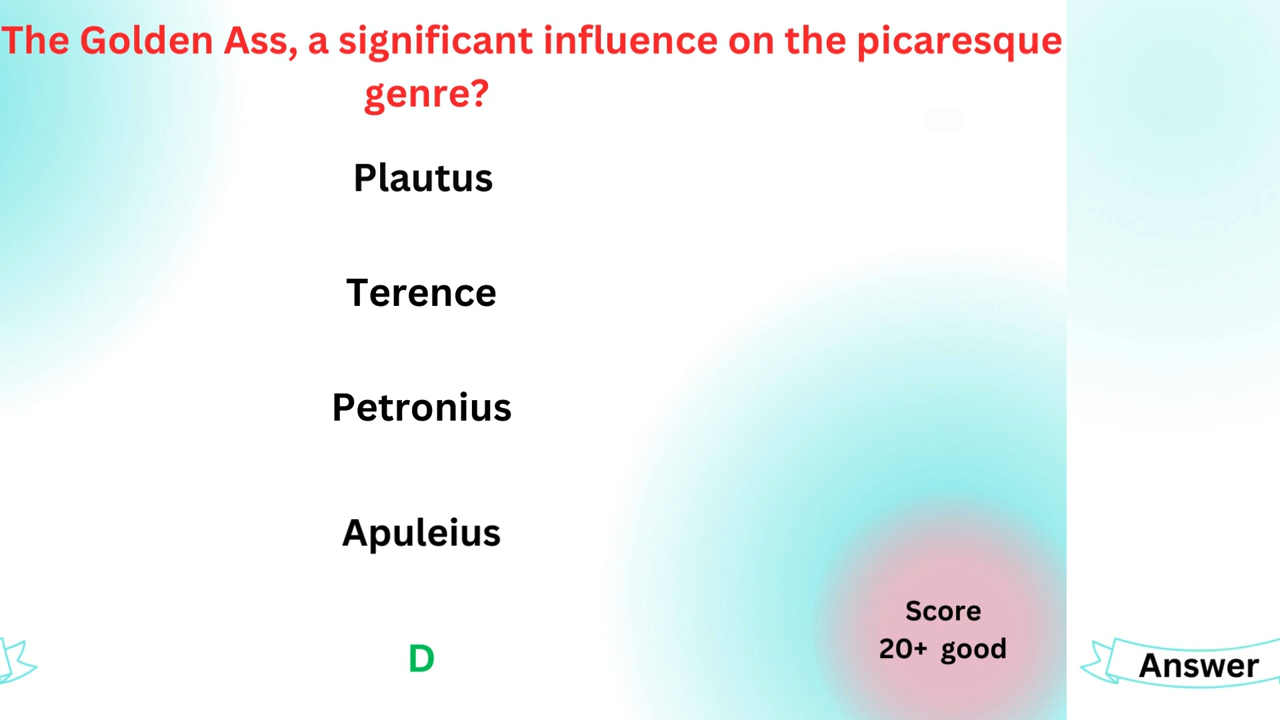 The Golden Ass, a significant influence on the picaresque
genre?
Plautus
Terence
Petronius
Apuleius
D
Score
20+ good
Answer